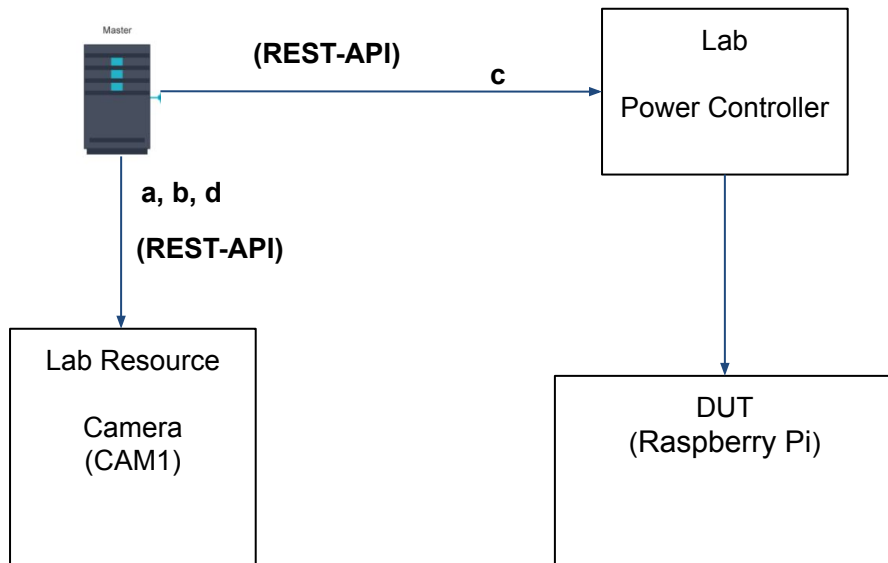 Master
(REST-API)
c
Lab
Power Controller
a, b, d
(REST-API)
Lab Resource
Camera
(CAM1)
DUT
(Raspberry Pi)